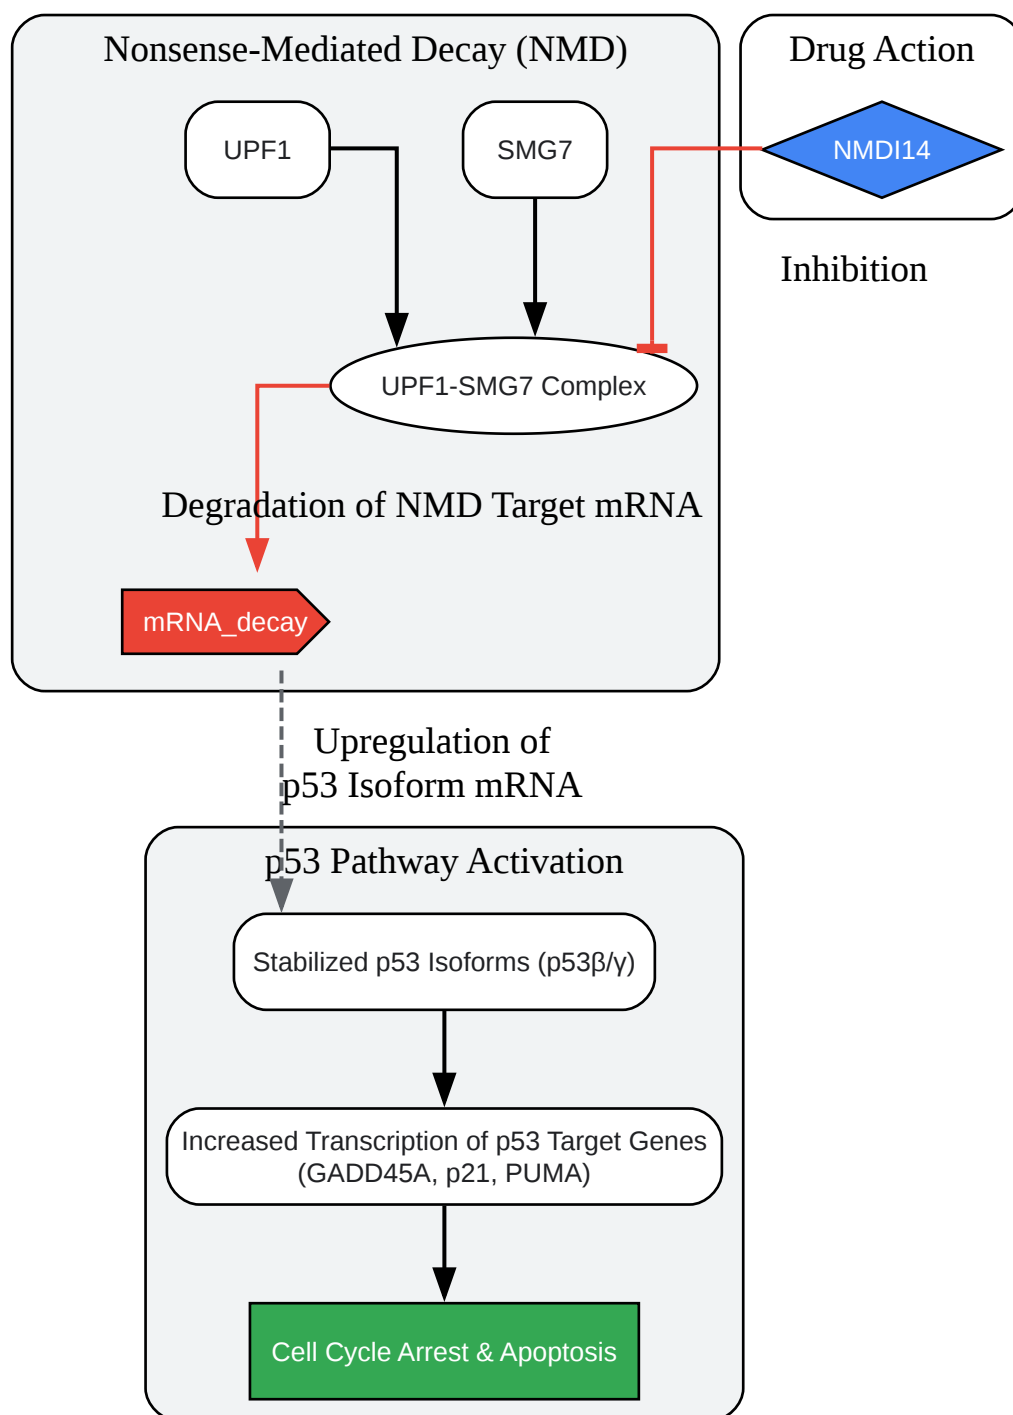 Nonsense-Mediated Decay (NMD)
Drug Action
UPF1
SMG7
NMDI14
Inhibition
UPF1-SMG7 Complex
Degradation of NMD Target mRNA
mRNA_decay
Upregulation of
p53 Isoform mRNA
p53 Pathway Activation
Stabilized p53 Isoforms (p53β/γ)
Increased Transcription of p53 Target Genes
(GADD45A, p21, PUMA)
Cell Cycle Arrest & Apoptosis